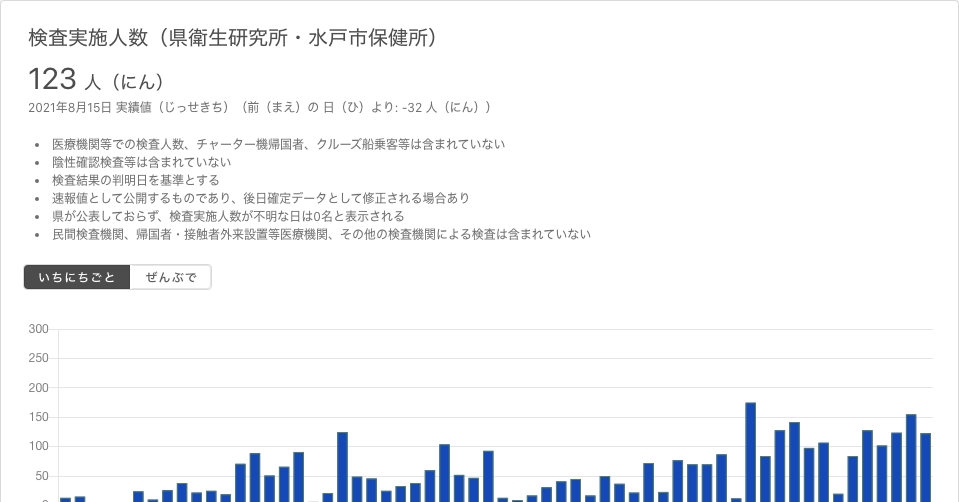 検査実施人数（県衛生研究所・水戸市保健所）
123 人（にん）
2021年8月15日 実績値（じっせきち）（前（まえ）の 日（ひ）より: -32 人（にん））
• 医療機関等での検査人数、チャーター機帰国者、クルーズ船乗客等は含まれていない
• 陰性確認検査等は含まれていない
• 検査結果の判明日を基準とする
• 速報値として公開するものであり、後日確定データとして修正される場合あり
• 県が公表しておらず、検査実施人数が不明な日は0名と表示される
• 民間検査機関、帰国者・接触者外来設置等医療機関、その他の検査機関による検査は含まれていない
いちにちごと ぜんぶで
300
250
200
150
100
50